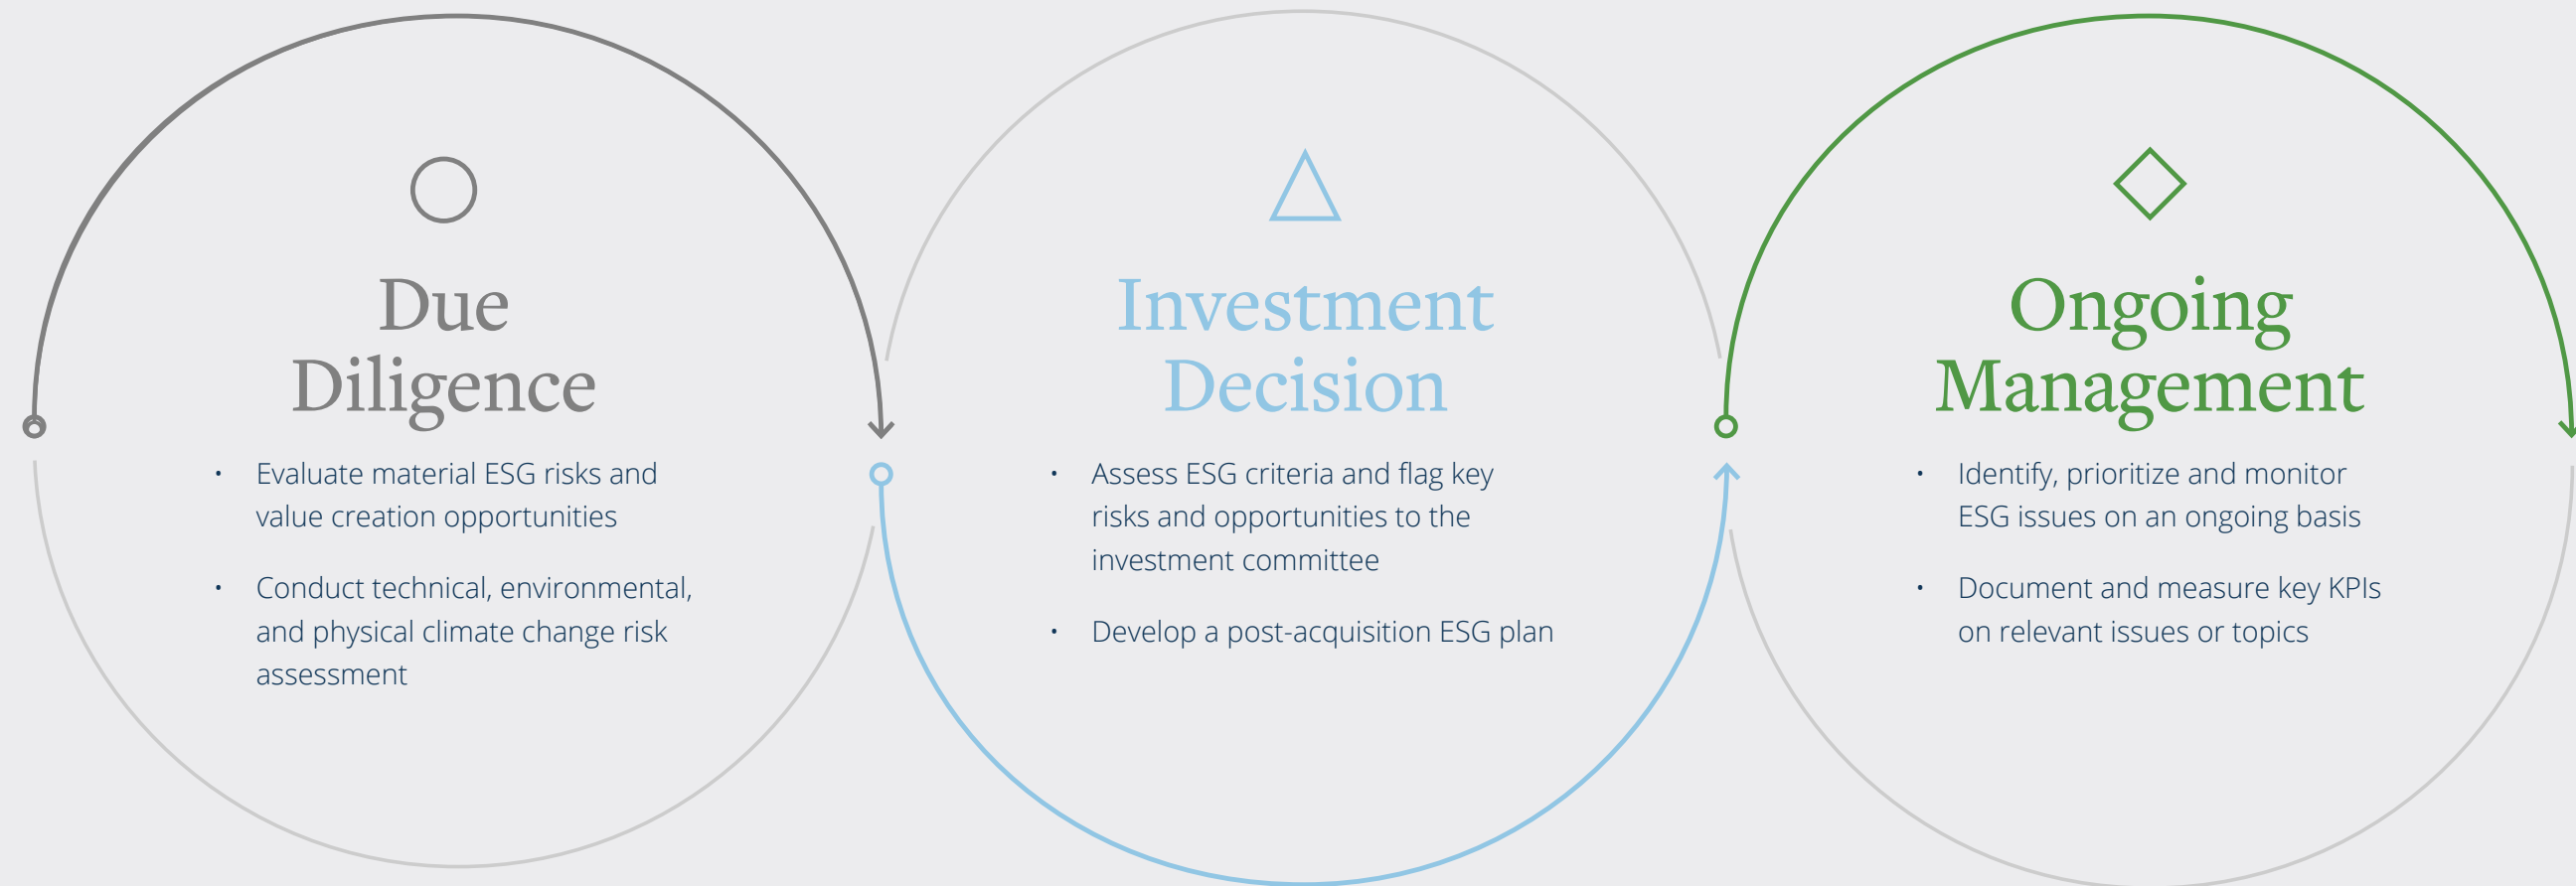 Due
Diligence
• Evaluate material ESG risks and
value creation opportunities
• Conduct technical, environmental,
and physical climate change risk
assessment
Investment
Decision
• Assess ESG criteria and flag key
risks and opportunities to the
investment committee
• Develop a post-acquisition ESG plan
Ongoing
Management
• Identify, prioritize and monitor
ESG issues on an ongoing basis
• Document and measure key KPIs
on relevant issues or topics